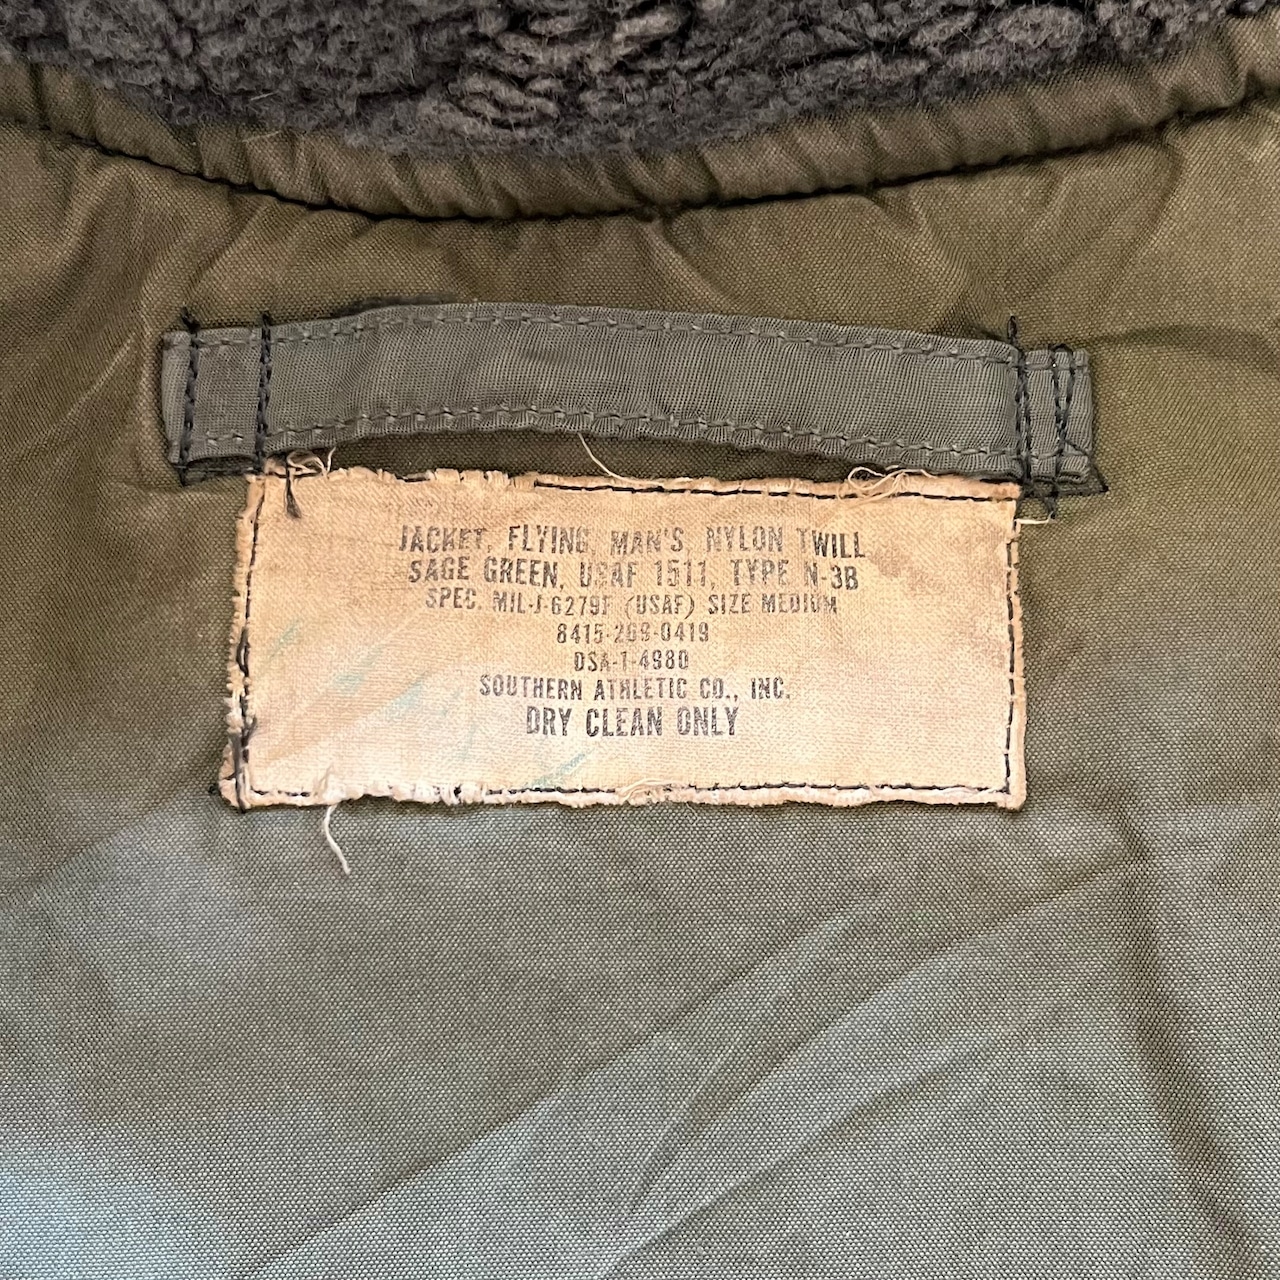 JACKET, FLYING, MAN'S, NYLON TWILL
SAGE GREEN, USAF 1511, TYPE N-3B
SPEC. MIL-J-6279F (USAF) SIZE MEDIUM
8415-269-0419
DSA-1-4980
SOUTHERN ATHLETIC CO., INC.
DRY CLEAN ONLY